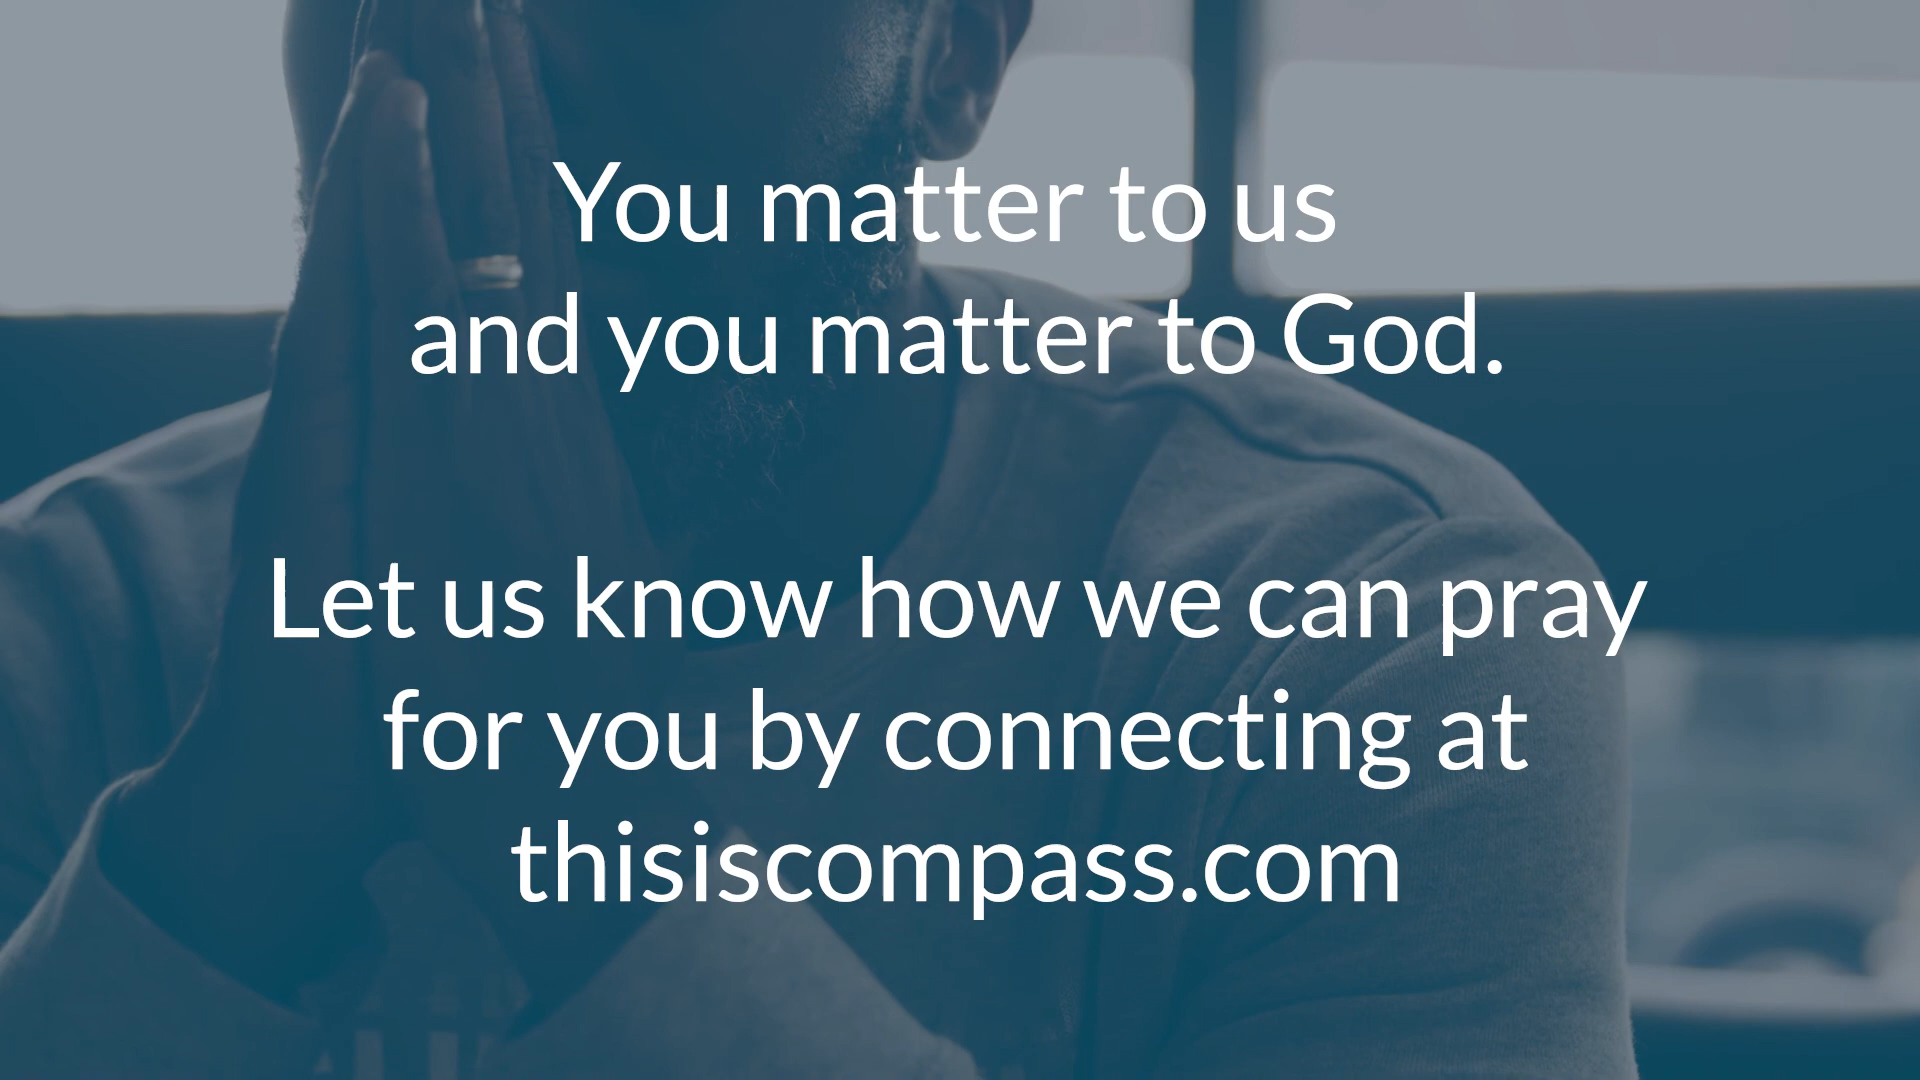 You matter to us
and you matter to God.
Let us know how we can pray
for you by connecting at
thisiscompass.com